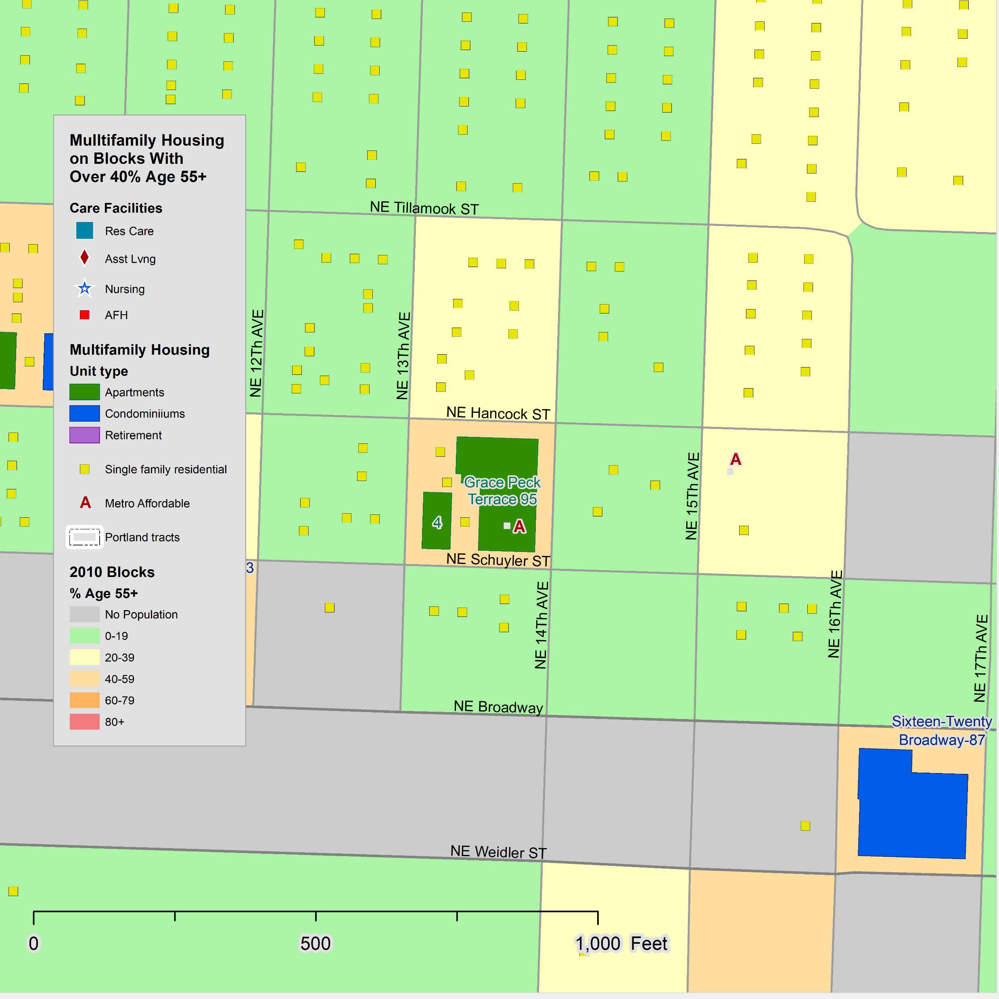 Mulltifamily Housing
on Blocks With
Over 40% Age 55+
Care Facilities
Res Care
Asst Lvng
Nursing
AFH
Multifamily Housing
Unit type
Apartments
Condominiiums
Retirement
Single family residential
A Metro Affordable
Portland tracts
2010 Blocks
% Age 55+
No Population
0-19
20-39
40-59
60-79
80+
NE Tillamook ST
NE 12Th AVE
NE 13Th AVE
NE Hancock ST
Grace Peck
Terrace 95
4
A
NE Schuyler ST
3
NE 15Th AVE
A
NE 14Th AVE
NE 16Th AVE
NE 17Th AVE
NE Broadway
Sixteen-Twenty
Broadway-87
NE Weidler ST
0 500 1,000 Feet